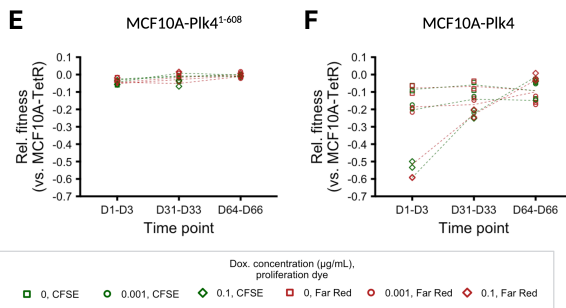 E
MCF10A-Plk4¹⁻⁶⁰⁸
Rel. fitness
(vs. MCF10A-TetR)
0.1
0.0
-0.1
-0.2
-0.3
-0.4
-0.5
-0.6
-0.7
D1-D3 D31-D33 D64-D66
Time point
F
MCF10A-Plk4
Rel. fitness
(vs. MCF10A-TetR)
0.1
0.0
-0.1
-0.2
-0.3
-0.4
-0.5
-0.6
-0.7
D1-D3 D31-D33 D64-D66
Time point
Dox. concentration (µg/mL),
proliferation dye
0, CFSE 0.001, CFSE 0.1, CFSE 0, Far Red 0.001, Far Red 0.1, Far Red